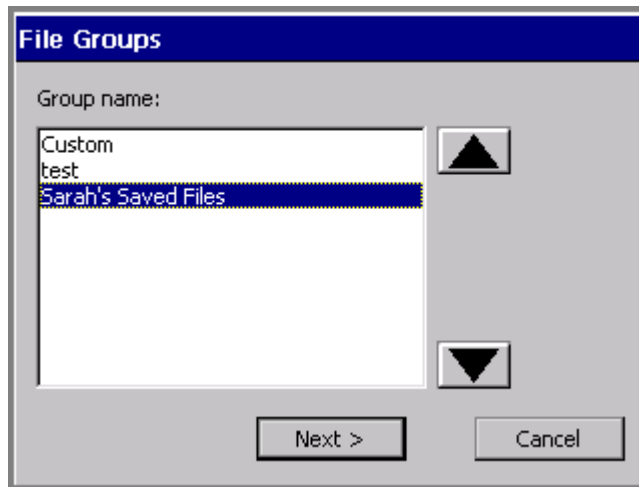 File Groups
Group name:
Custom
test
Sarah's Saved Files
Next >
Cancel